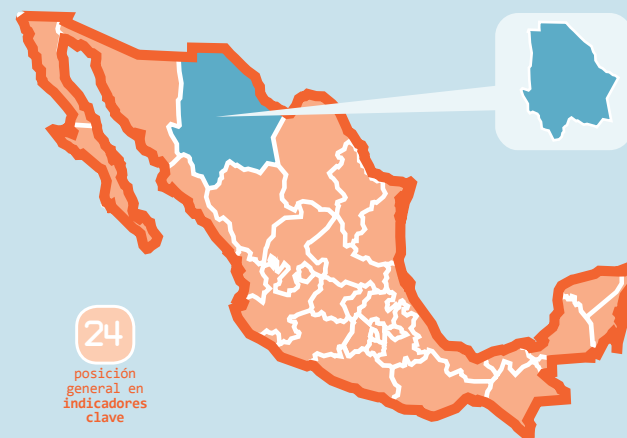 24
posición
general en
indicadores
clave